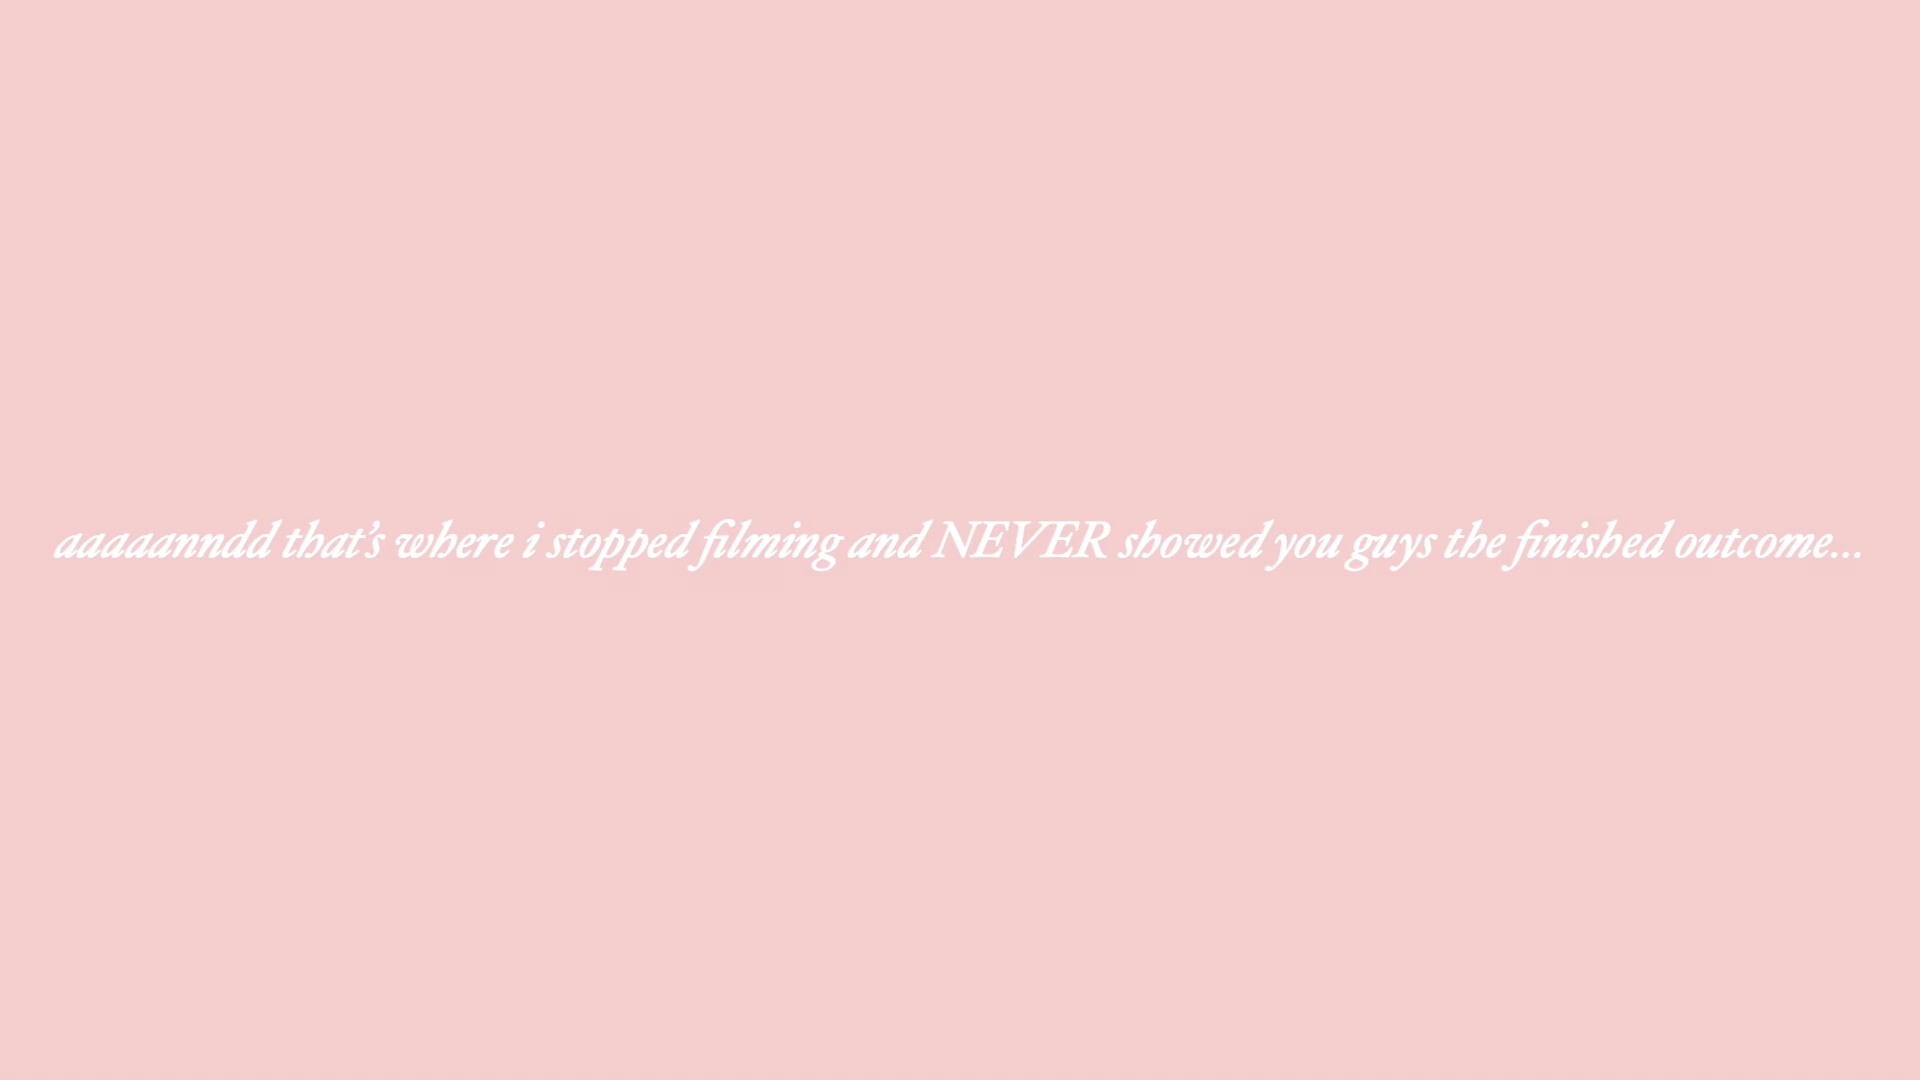 aaaaanndd that’s where i stopped filming and NEVER showed you guys the finished outcome...